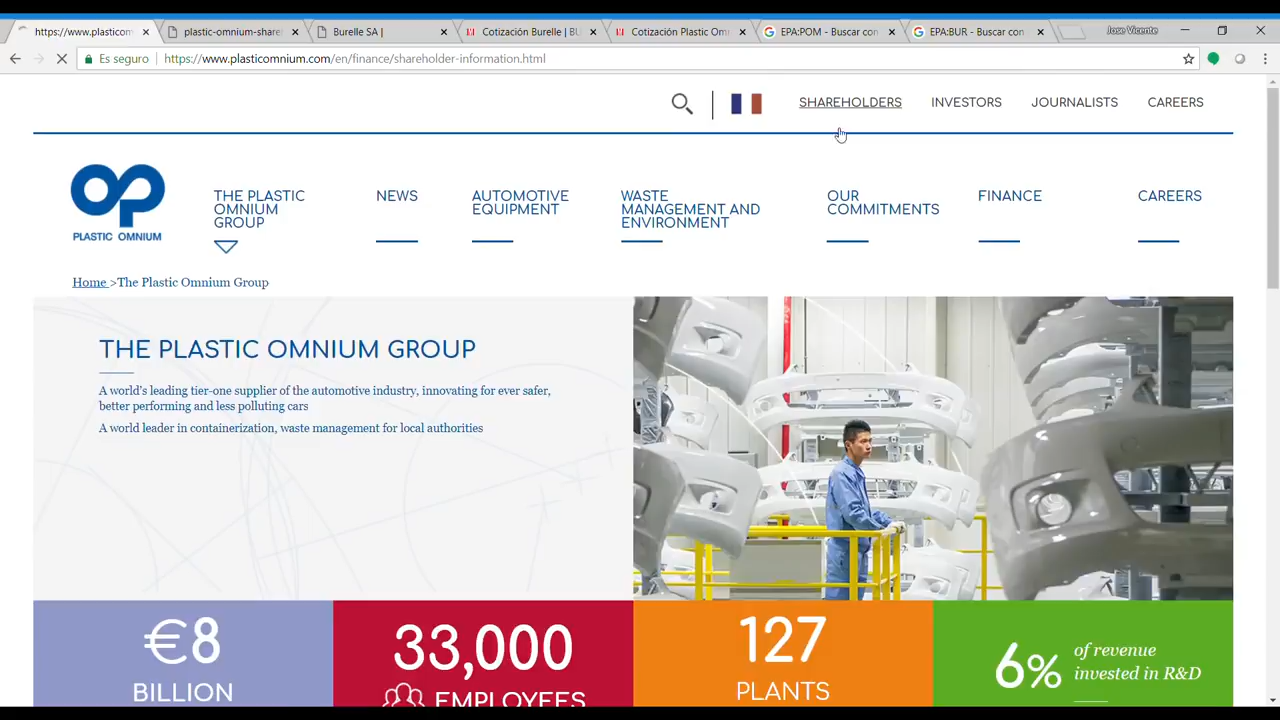 https://www.plasticom
plastic-omnium-share
Burelle SA |
Cotización Burelle | BU
Cotización Plastic Om
EPA:POM - Buscar con
EPA:BUR - Buscar con
Jose Vicente
Es seguro
https://www.plasticomnium.com/en/finance/shareholder-information.html
SHAREHOLDERS
INVESTORS
JOURNALISTS
CAREERS
PLASTIC OMNIUM
THE PLASTIC
OMNIUM
GROUP
NEWS
AUTOMOTIVE
EQUIPMENT
WASTE
MANAGEMENT AND
ENVIRONMENT
OUR
COMMITMENTS
FINANCE
CAREERS
Home >The Plastic Omnium Group
THE PLASTIC OMNIUM GROUP
A world's leading tier-one supplier of the automotive industry, innovating for ever safer,
better performing and less polluting cars
A world leader in containerization, waste management for local authorities
€8
BILLION
33,000
EMPLOYEES
127
PLANTS
6%
of revenue
invested in R&D